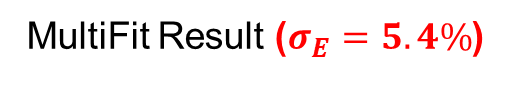 MultiFit Result (σ_E = 5.4%)